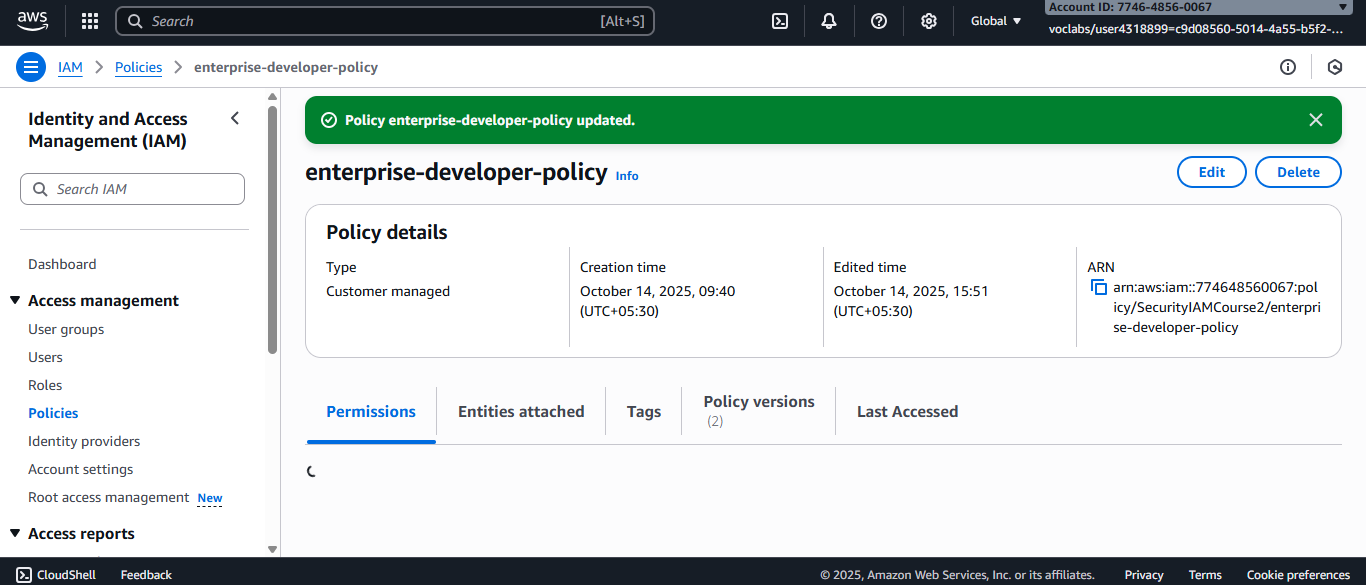 aws
Search [Alt+S]
Global
Account ID: 7746-4856-0067
voclabs/user4318899=c9d08560-5014-4a55-b5f2-...
IAM
Policies
enterprise-developer-policy
Identity and Access
Management (IAM)
Search IAM
Dashboard
Access management
User groups
Users
Roles
Policies
Identity providers
Account settings
Root access management New
Access reports
Policy enterprise-developer-policy updated.
enterprise-developer-policy Info
Edit
Delete
Policy details
Type
Customer managed
Creation time
October 14, 2025, 09:40
(UTC+05:30)
Edited time
October 14, 2025, 15:51
(UTC+05:30)
ARN
arn:aws:iam::774648560067:pol
icy/SecurityIAMCourse2/enterpri
se-developer-policy
Permissions
Entities attached
Tags
Policy versions
(2)
Last Accessed
CloudShell
Feedback
© 2025, Amazon Web Services, Inc. or its affiliates.
Privacy
Terms
Cookie preferences